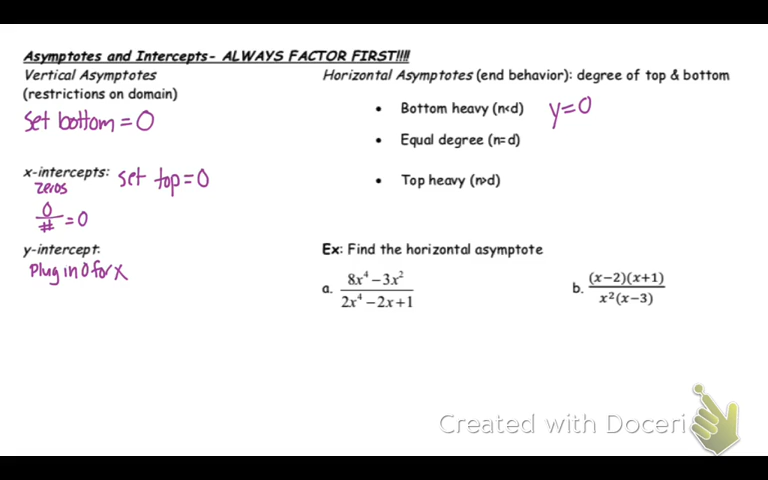 Asymptotes and Intercepts- ALWAYS FACTOR FIRST!!!!
Vertical Asymptotes
(restrictions on domain)
Set bottom = 0
x-intercepts: set top = 0
zeros
0/# = 0
y-intercept:
Plug in 0 for x
Horizontal Asymptotes (end behavior): degree of top & bottom
• Bottom heavy (n<d) y=0
• Equal degree (n=d)
• Top heavy (n>d)
Ex: Find the horizontal asymptote
a. (8x⁴ −3x²)/(2x⁴ −2x+1)
b. (x−2)(x+1)/(x²(x−3))
Created with Doceri